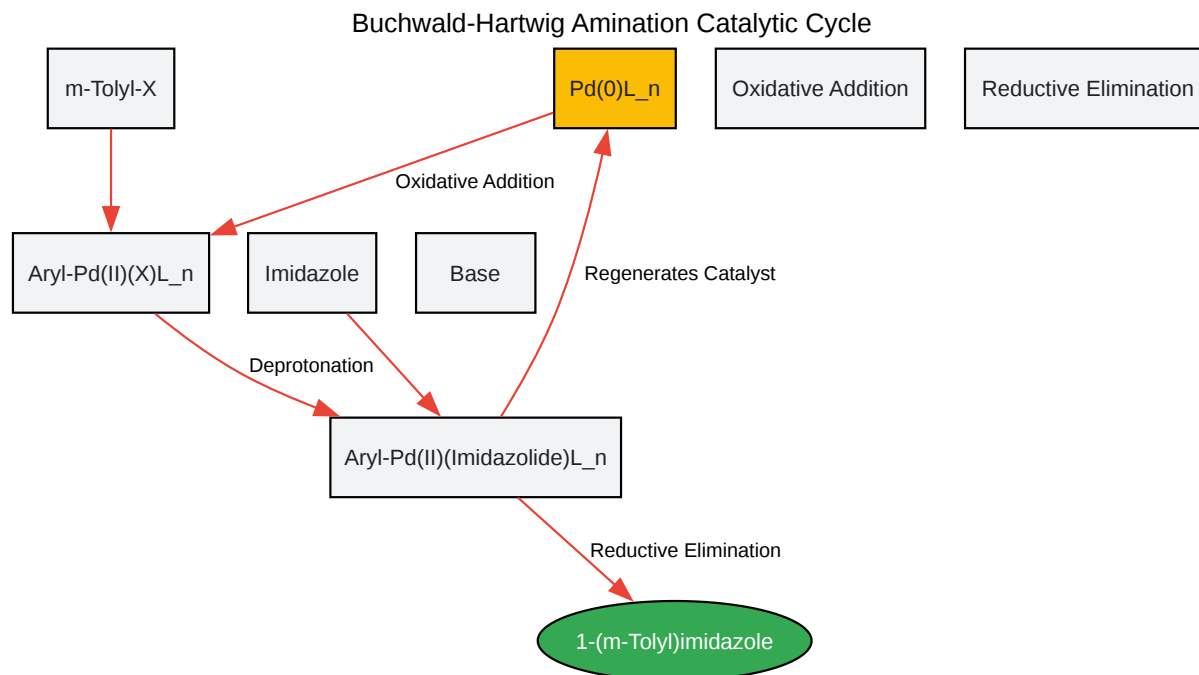 Buchwald-Hartwig Amination Catalytic Cycle
m-Tolyl-X
Pd(0)L_n
Oxidative Addition
Reductive Elimination
Oxidative Addition
Aryl-Pd(II)(X)L_n
Imidazole
Base
Regenerates Catalyst
Deprotonation
Aryl-Pd(II)(Imidazolide)L_n
Reductive Elimination
1-(m-Tolyl)imidazole